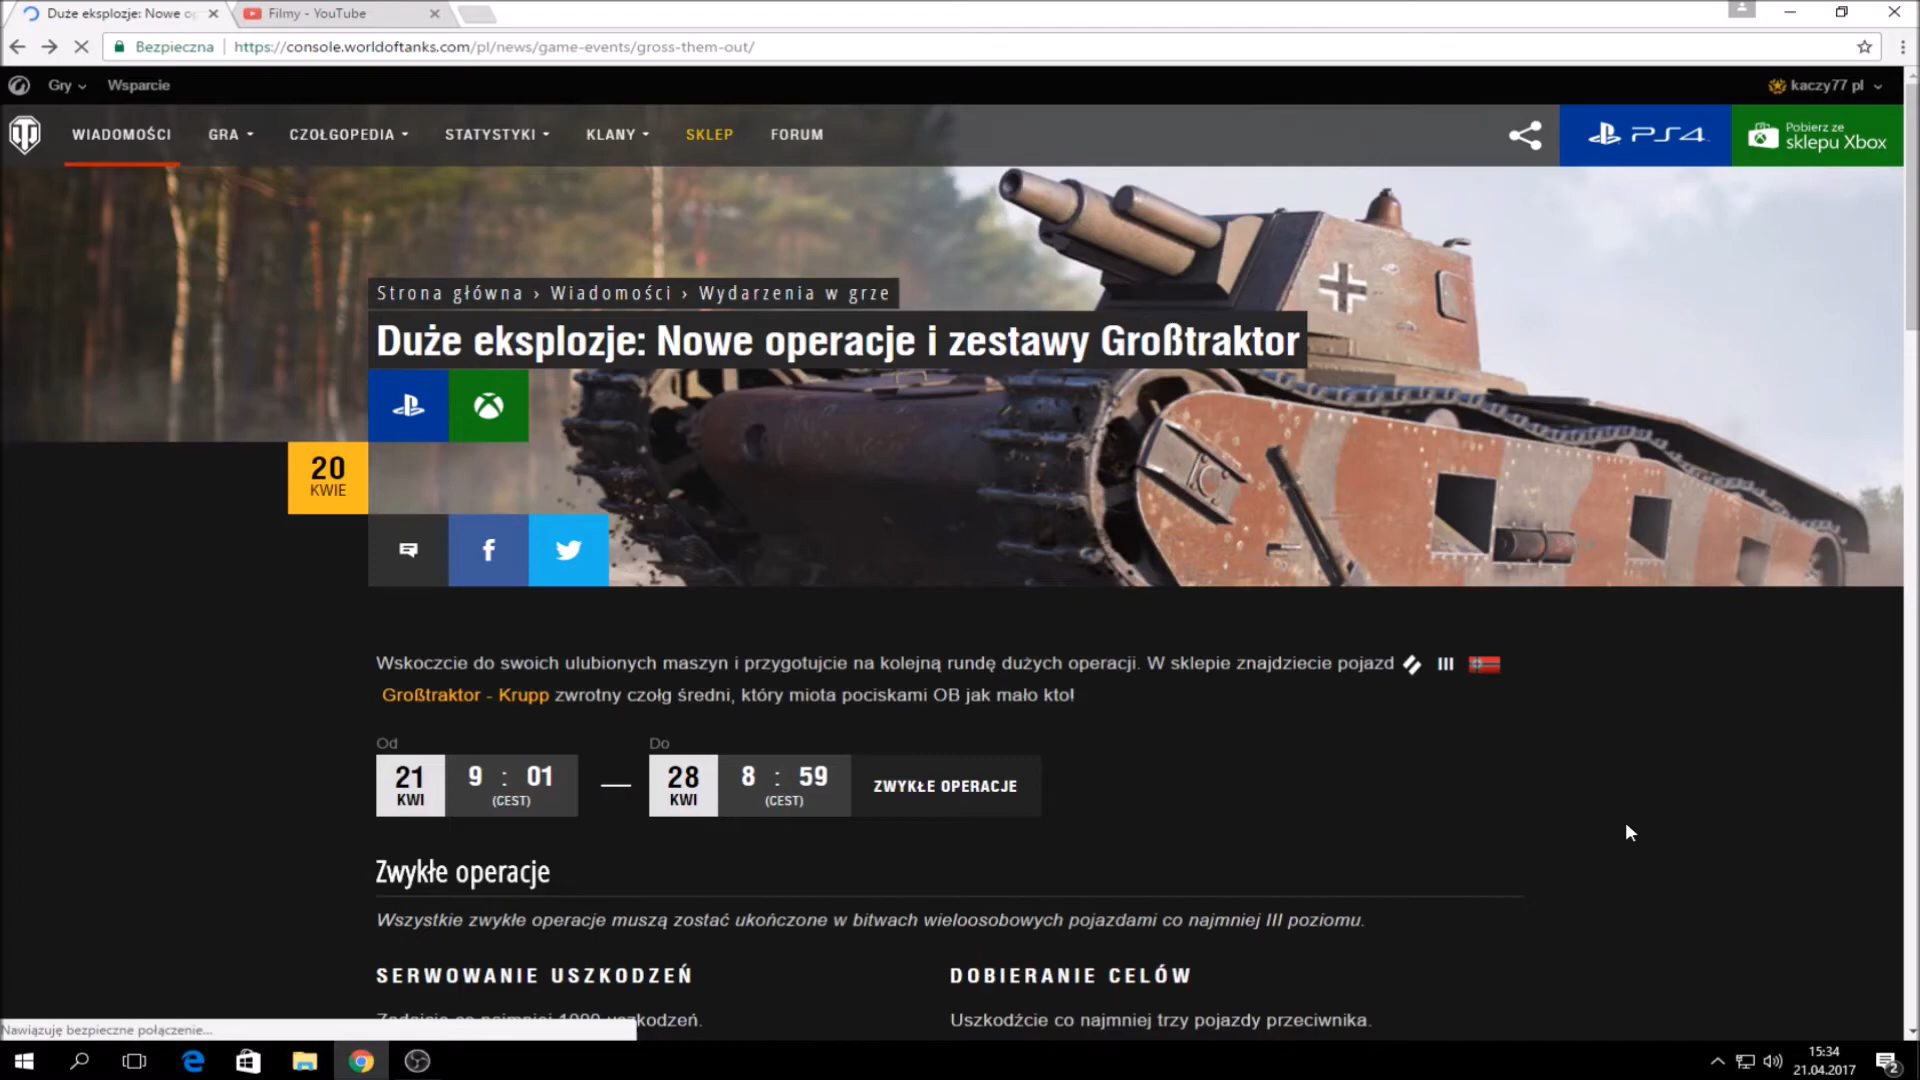 Duże eksplozje: Nowe op
Filmy - YouTube
Bezpieczna
https://console.worldoftanks.com/pl/news/game-events/gross-them-out/
Gry
Wsparcie
kaczy77 pl
WIADOMOŚCI
GRA
CZOŁGOPEDIA
STATYSTYKI
KLANY
SKLEP
FORUM
PS4
Pobierz ze
sklepu Xbox
Strona główna › Wiadomości › Wydarzenia w grze
Duże eksplozje: Nowe operacje i zestawy Großtraktor
20
KWIE
Wskoczcie do swoich ulubionych maszyn i przygotujcie na kolejną rundę dużych operacji. W sklepie znajdziecie pojazd III
Großtraktor - Krupp zwrotny czołg średni, który miota pociskami OB jak mało kto!
Od
Do
21
KWI
9 : 01
(CEST)
—
28
KWI
8 : 59
(CEST)
ZWYKŁE OPERACJE
Zwykłe operacje
Wszystkie zwykłe operacje muszą zostać ukończone w bitwach wieloosobowych pojazdami co najmniej III poziomu.
SERWOWANIE USZKODZEŃ
DOBIERANIE CELÓW
Uszkodźcie co najmniej trzy pojazdy przeciwnika.
Nawiązuję bezpieczne połączenie...
15:34
21.04.2017
2